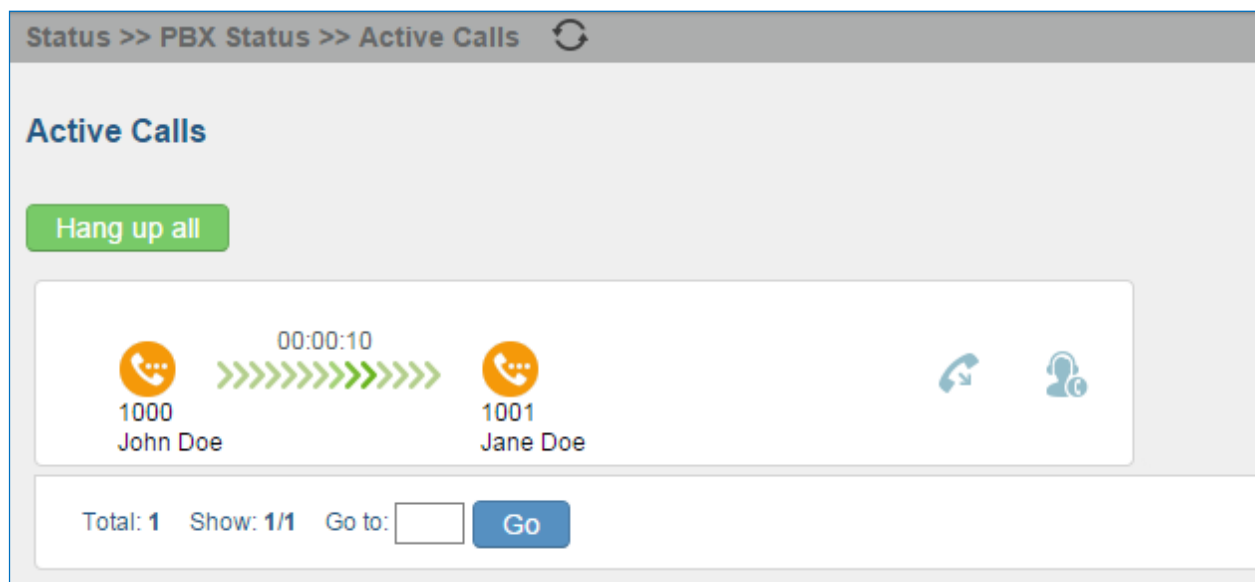 Status >> PBX Status >> Active Calls
Active Calls
Hang up all
00:00:10
1000
John Doe
1001
Jane Doe
Total: 1 Show: 1/1 Go to: Go